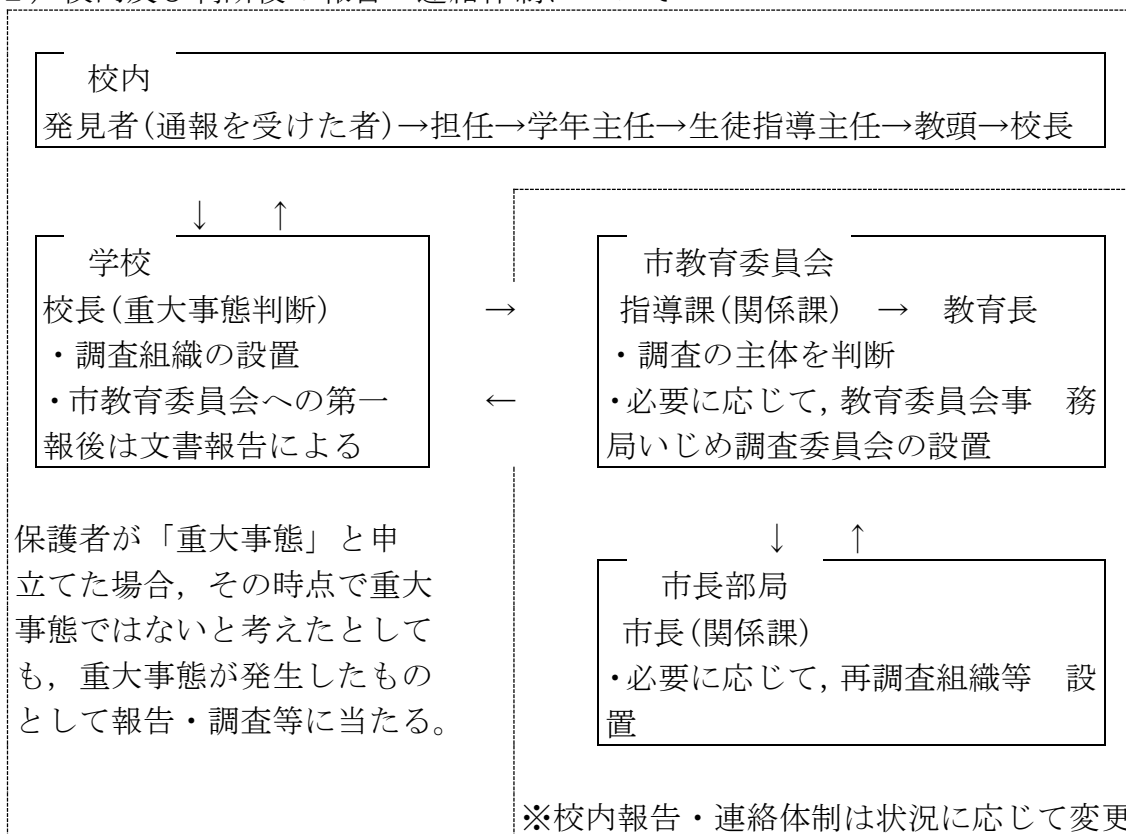 校内
発見者(通報を受けた者)→担任→学年主任→生徒指導主任→教頭→校長
↓ ↑
学校
校長(重大事態判断)
・調査組織の設置
・市教育委員会への第一
報後は文書報告による
→
←
市教育委員会
指導課(関係課) → 教育長
・調査の主体を判断
・必要に応じて,教育委員会事 務
局いじめ調査委員会の設置
↓ ↑
市長部局
市長(関係課)
・必要に応じて,再調査組織等 設
置
保護者が「重大事態」と申
立てた場合，その時点で重大
事態ではないと考えたとして
も，重大事態が発生したもの
として報告・調査等に当たる。
※校内報告・連絡体制は状況に応じて変更